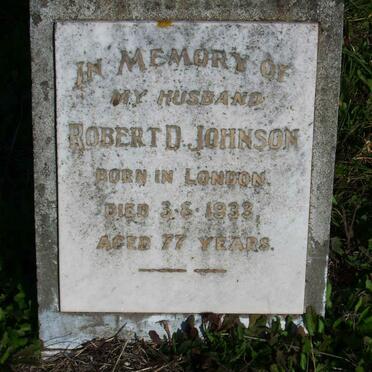 IN MEMORY OF
MY HUSBAND
ROBERT D. JOHNSON
BORN IN LONDON.
DIED 3.6.1933,
AGED 77 YEARS.